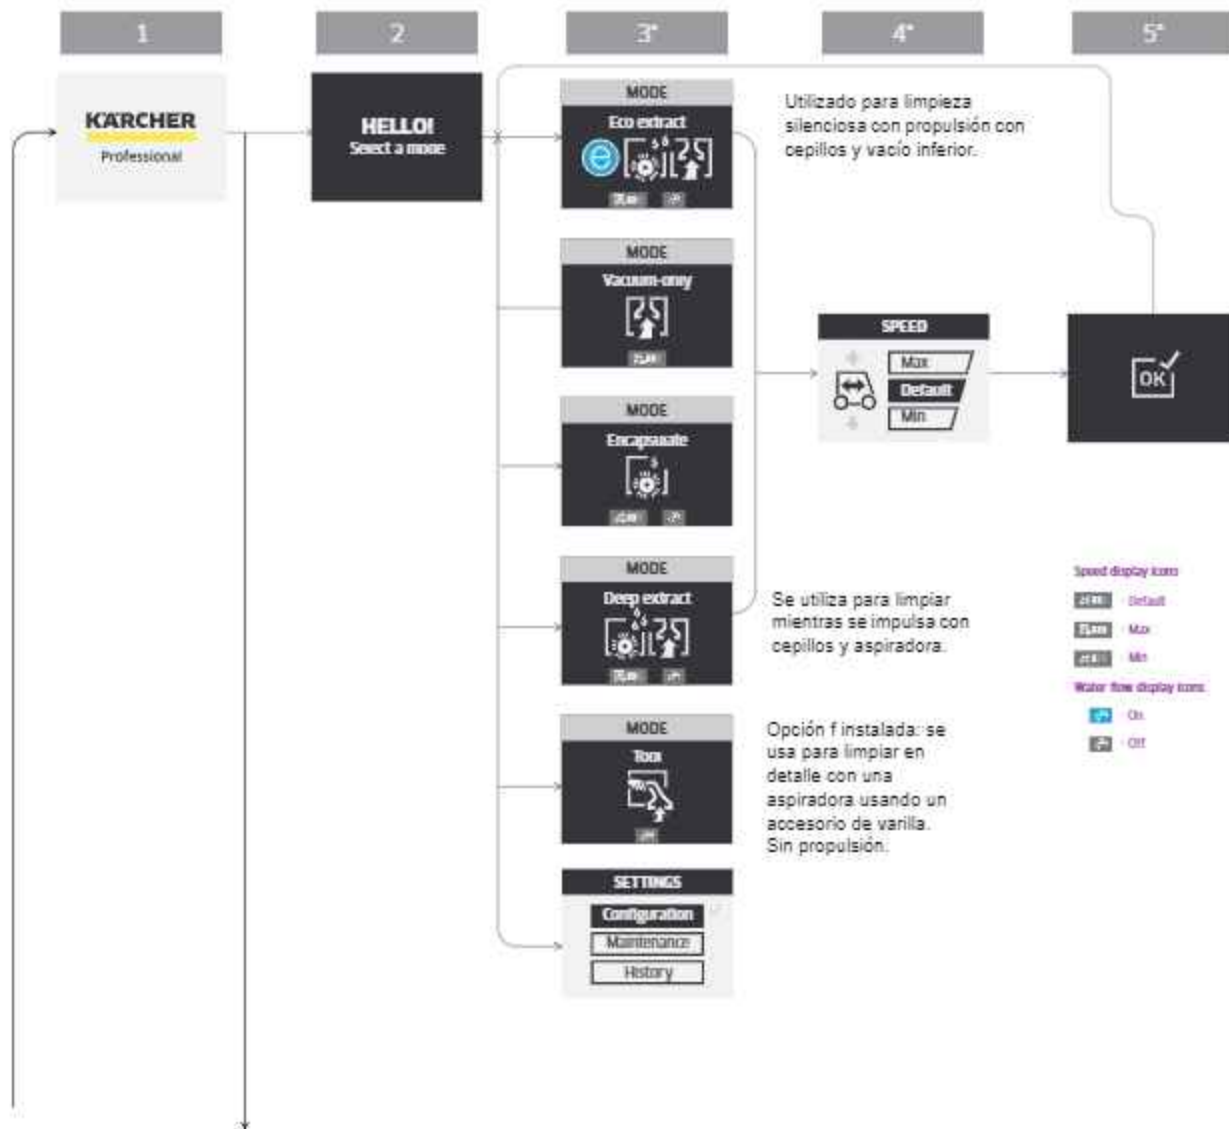 1
2
3*
4*
5*
KÄRCHER
Professional
HELLO!
Select a mode
MODE
Eco extract
Utilizado para limpieza
silenciosa con propulsión con
cepillos y vacío inferior.
MODE
Vacuum-only
SPEED
Max
Default
Min
OK
MODE
Encapsulate
MODE
Deep extract
Se utiliza para limpiar
mientras se impulsa con
cepillos y aspiradora.
Speed display icons
Default
Max
Min
Water flow display icons
On
Off
MODE
Opción f instalada: se
usa para limpiar en
detalle con una
aspiradora usando un
accesorio de varilla.
Sin propulsión.
SETTINGS
Configuration
Maintenance
History